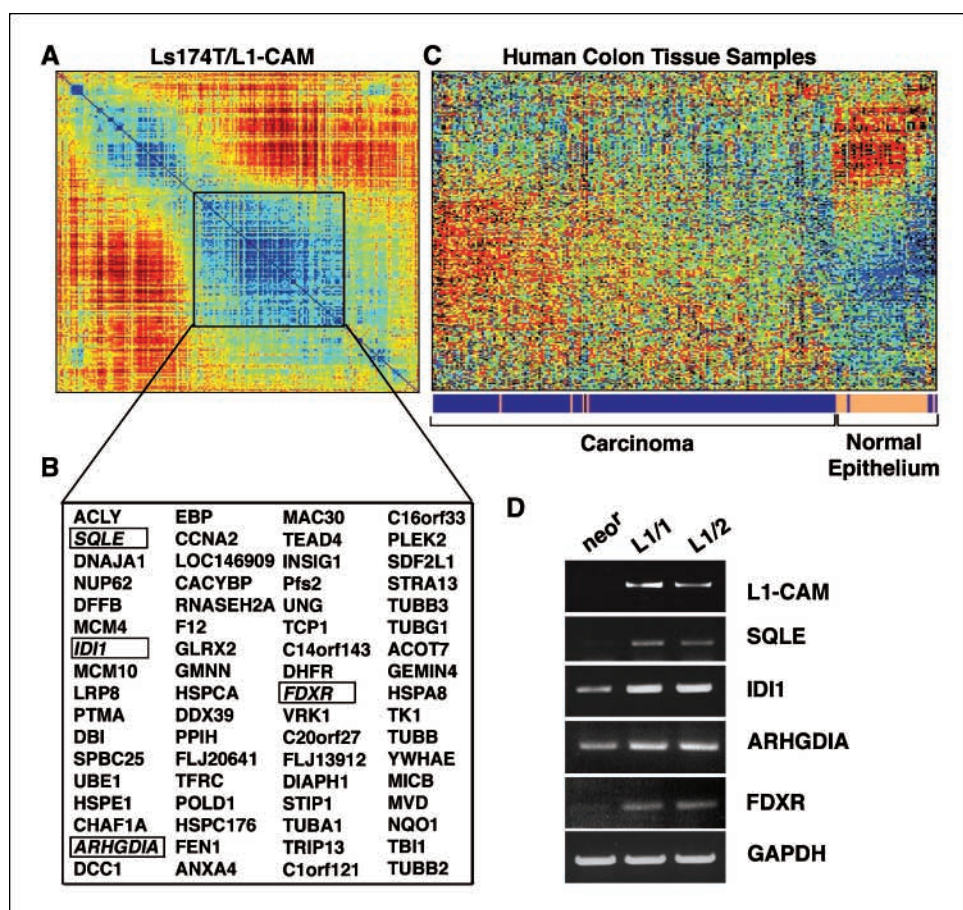 A
Ls174T/L1-CAM
C
Human Colon Tissue Samples
Carcinoma
Normal
Epithelium
B
ACLY EBP MAC30 C16orf33
SQLE CCNA2 TEAD4 PLEK2
DNAJA1 LOC146909 INSIG1 SDF2L1
NUP62 CACYBP Pfs2 STRA13
DFFB RNASEH2A UNG TUBB3
MCM4 F12 TCP1 TUBG1
IDI1 GLRX2 C14orf143 ACOT7
MCM10 GMNN DHFR GEMIN4
LRP8 HSPCA FDXR HSPA8
PTMA DDX39 VRK1 TK1
DBI PPIH C20orf27 TUBB
SPBC25 FLJ20641 FLJ13912 YWHAE
UBE1 TFRC DIAPH1 MICB
HSPE1 POLD1 STIP1 MVD
CHAF1A HSPC176 TUBA1 NQO1
ARHGDIA FEN1 TRIP13 TBI1
DCC1 ANXA4 C1orf121 TUBB2
D
neoʳ L1/1 L1/2
L1-CAM
SQLE
IDI1
ARHGDIA
FDXR
GAPDH